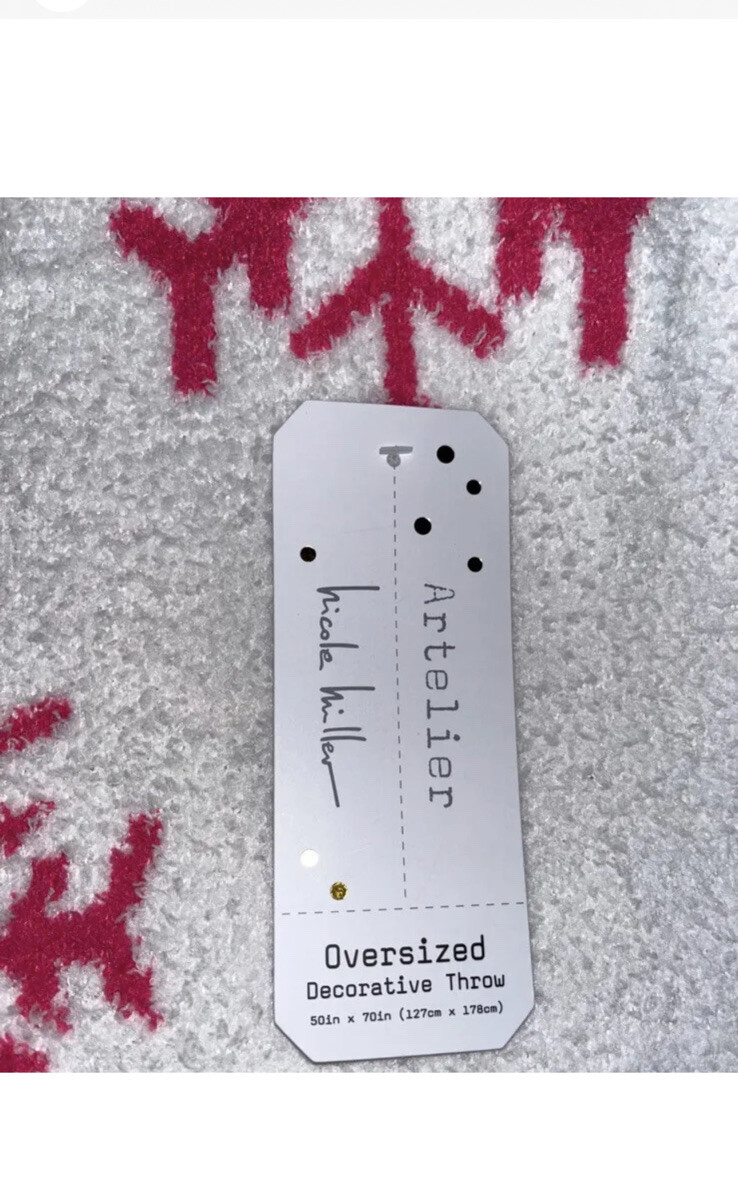 Artelier
Nicole Miller
Oversized
Decorative Throw
50in x 70in (127cm x 178cm)